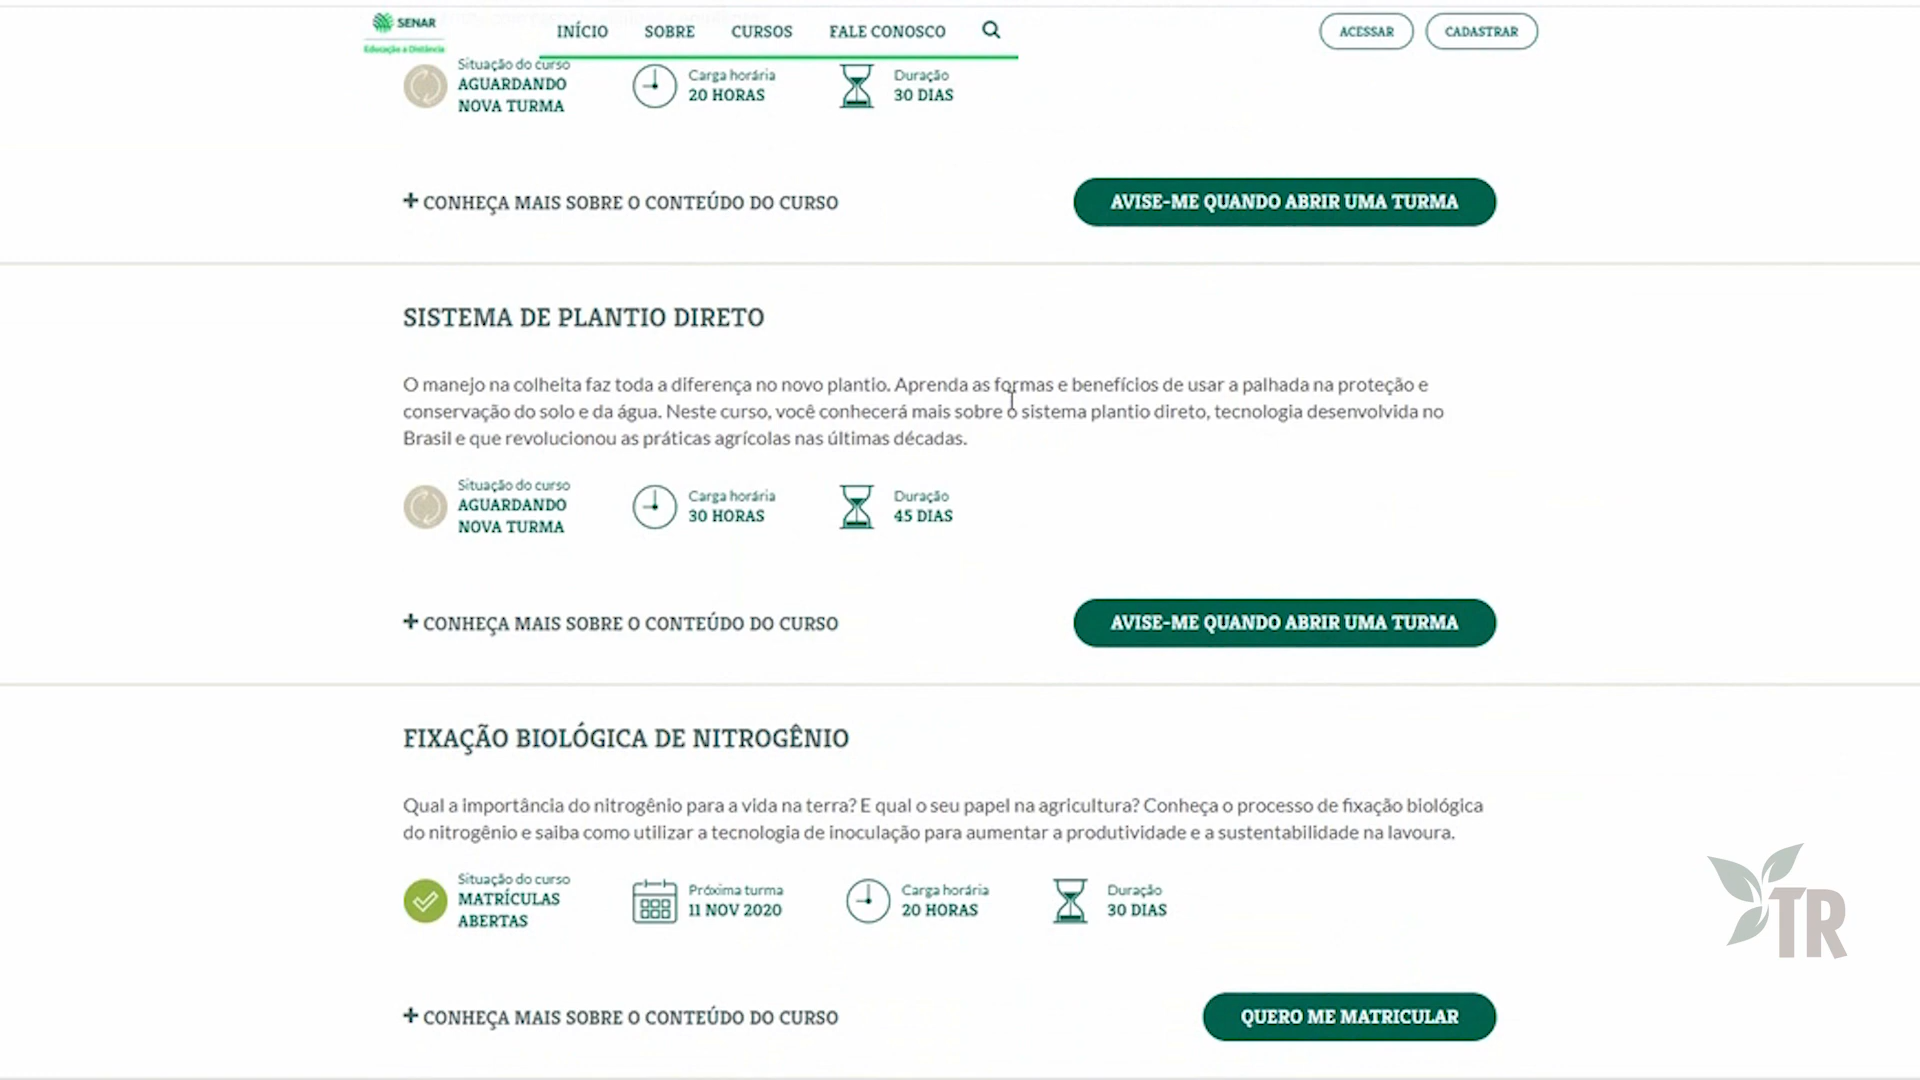 SENAR
Educação a Distância
INÍCIO
SOBRE
CURSOS
FALE CONOSCO
ACESSAR
CADASTRAR
Situação do curso
AGUARDANDO
NOVA TURMA
Carga horária
20 HORAS
Duração
30 DIAS
+ CONHEÇA MAIS SOBRE O CONTEÚDO DO CURSO
AVISE-ME QUANDO ABRIR UMA TURMA
SISTEMA DE PLANTIO DIRETO
O manejo na colheita faz toda a diferença no novo plantio. Aprenda as formas e benefícios de usar a palhada na proteção e
conservação do solo e da água. Neste curso, você conhecerá mais sobre o sistema plantio direto, tecnologia desenvolvida no
Brasil e que revolucionou as práticas agrícolas nas últimas décadas.
Situação do curso
AGUARDANDO
NOVA TURMA
Carga horária
30 HORAS
Duração
45 DIAS
+ CONHEÇA MAIS SOBRE O CONTEÚDO DO CURSO
AVISE-ME QUANDO ABRIR UMA TURMA
FIXAÇÃO BIOLÓGICA DE NITROGÊNIO
Qual a importância do nitrogênio para a vida na terra? E qual o seu papel na agricultura? Conheça o processo de fixação biológica
do nitrogênio e saiba como utilizar a tecnologia de inoculação para aumentar a produtividade e a sustentabilidade na lavoura.
Situação do curso
MATRÍCULAS
ABERTAS
Próxima turma
11 NOV 2020
Carga horária
20 HORAS
Duração
30 DIAS
TR
+ CONHEÇA MAIS SOBRE O CONTEÚDO DO CURSO
QUERO ME MATRICULAR